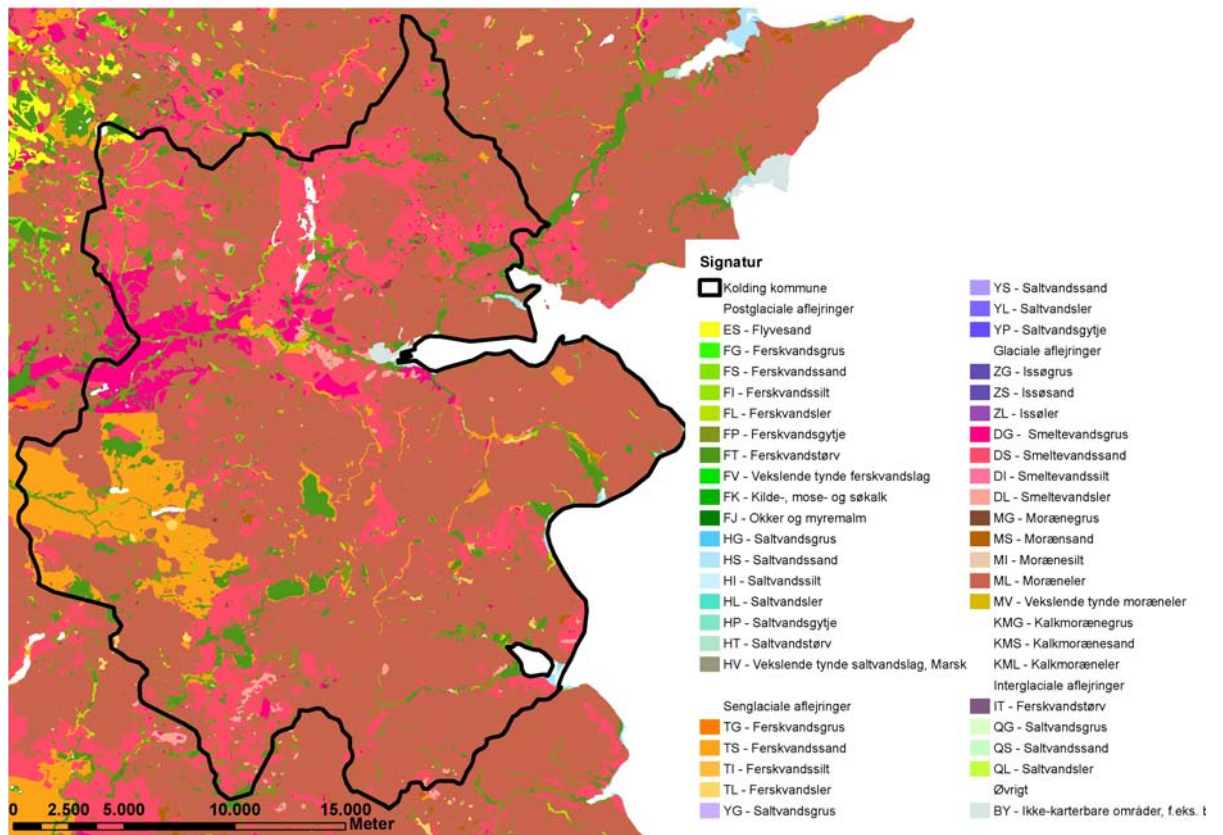 Signatur
Kolding kommune
Postglaciale aflejringer
ES - Flyvesand
FG - Ferskvandsgrus
FS - Ferskvandssand
FI - Ferskvandssilt
FL - Ferskvandsler
FP - Ferskvandsgytje
FT - Ferskvandstørv
FV - Vekslende tynde ferskvandslag
FK - Kilde-, mose- og søkalk
FJ - Okker og myremalm
HG - Saltvandsgrus
HS - Saltvandssand
HI - Saltvandssilt
HL - Saltvandsler
HP - Saltvandsgytje
HT - Saltvandstørv
HV - Vekslende tynde saltvandslag, Marsk
Senglaciale aflejringer
TG - Ferskvandsgrus
TS - Ferskvandssand
TI - Ferskvandssilt
TL - Ferskvandsler
YG - Saltvandsgrus
YS - Saltvandssand
YL - Saltvandsler
YP - Saltvandsgytje
Glaciale aflejringer
ZG - Issøgrus
ZS - Issøsand
ZL - Issøler
DG - Smeltevandsgrus
DS - Smeltevandssand
DI - Smeltevandssilt
DL - Smeltevandsler
MG - Morænegrus
MS - Morænsand
MI - Morænesilt
ML - Moræneler
MV - Vekslende tynde moræneler
KMG - Kalkmorænegrus
KMS - Kalkmorænesand
KML - Kalkmoræneler
Interglaciale aflejringer
IT - Ferskvandstørv
QG - Saltvandsgrus
QS - Saltvandssand
QL - Saltvandsler
Øvrigt
BY - Ikke-karterbare områder, f.eks. b
0 2.500 5.000 10.000 15.000
Meter